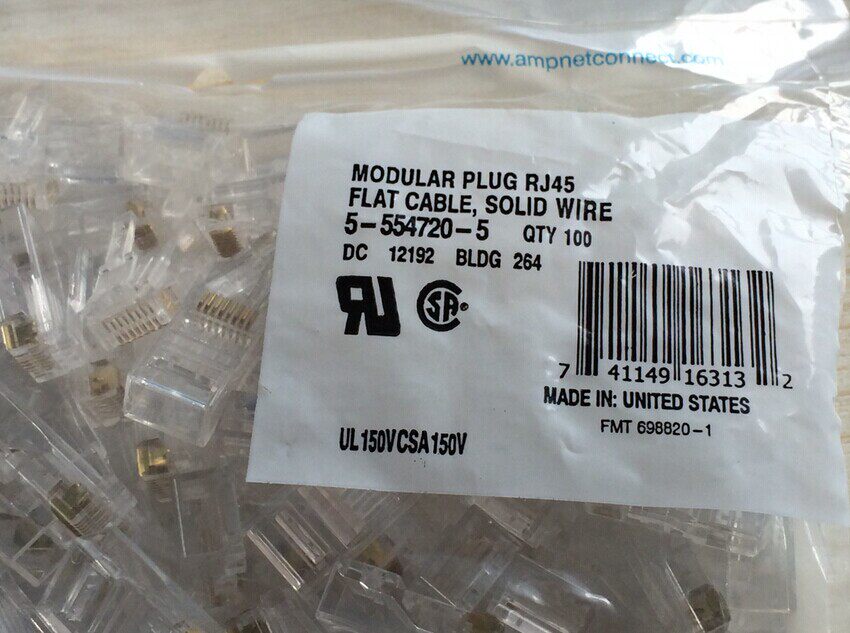 www.ampnetconnect.com
MODULAR PLUG RJ45
FLAT CABLE, SOLID WIRE
5-554720-5 QTY 100
DC 12192 BLDG 264
UL150VCSA150V
7 41149 16313 2
MADE IN: UNITED STATES
FMT 698820-1